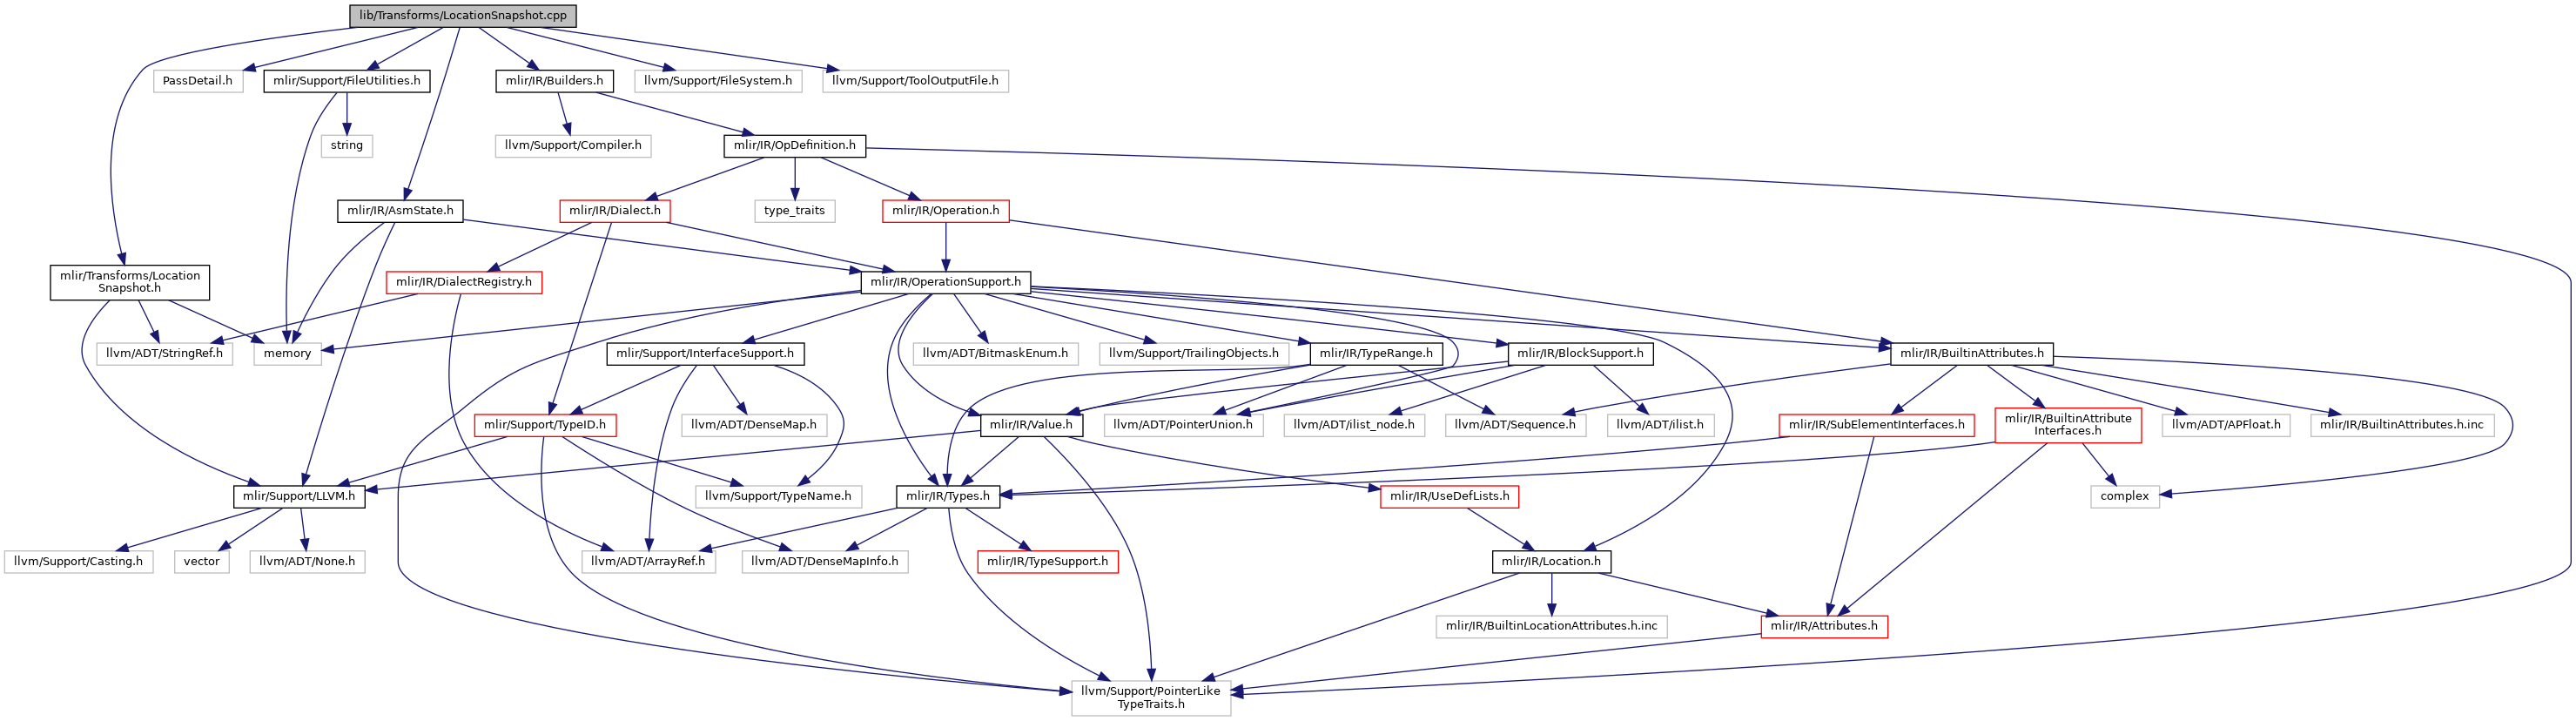 lib/Transforms/LocationSnapshot.cpp
PassDetail.h
mlir/Support/FileUtilities.h
mlir/IR/Builders.h
llvm/Support/FileSystem.h
llvm/Support/ToolOutputFile.h
string
llvm/Support/Compiler.h
mlir/IR/OpDefinition.h
mlir/IR/AsmState.h
mlir/IR/Dialect.h
type_traits
mlir/IR/Operation.h
mlir/Transforms/Location
Snapshot.h
mlir/IR/DialectRegistry.h
mlir/IR/OperationSupport.h
llvm/ADT/StringRef.h
memory
mlir/Support/InterfaceSupport.h
llvm/ADT/BitmaskEnum.h
llvm/Support/TrailingObjects.h
mlir/IR/TypeRange.h
mlir/IR/BlockSupport.h
mlir/IR/BuiltinAttributes.h
mlir/Support/TypeID.h
llvm/ADT/DenseMap.h
mlir/IR/Value.h
llvm/ADT/PointerUnion.h
llvm/ADT/ilist_node.h
llvm/ADT/Sequence.h
llvm/ADT/ilist.h
mlir/IR/SubElementInterfaces.h
mlir/IR/BuiltinAttribute
Interfaces.h
llvm/ADT/APFloat.h
mlir/IR/BuiltinAttributes.h.inc
mlir/Support/LLVM.h
llvm/Support/TypeName.h
mlir/IR/Types.h
mlir/IR/UseDefLists.h
complex
llvm/Support/Casting.h
vector
llvm/ADT/None.h
llvm/ADT/ArrayRef.h
llvm/ADT/DenseMapInfo.h
mlir/IR/TypeSupport.h
mlir/IR/Location.h
mlir/IR/BuiltinLocationAttributes.h.inc
mlir/IR/Attributes.h
llvm/Support/PointerLike
TypeTraits.h